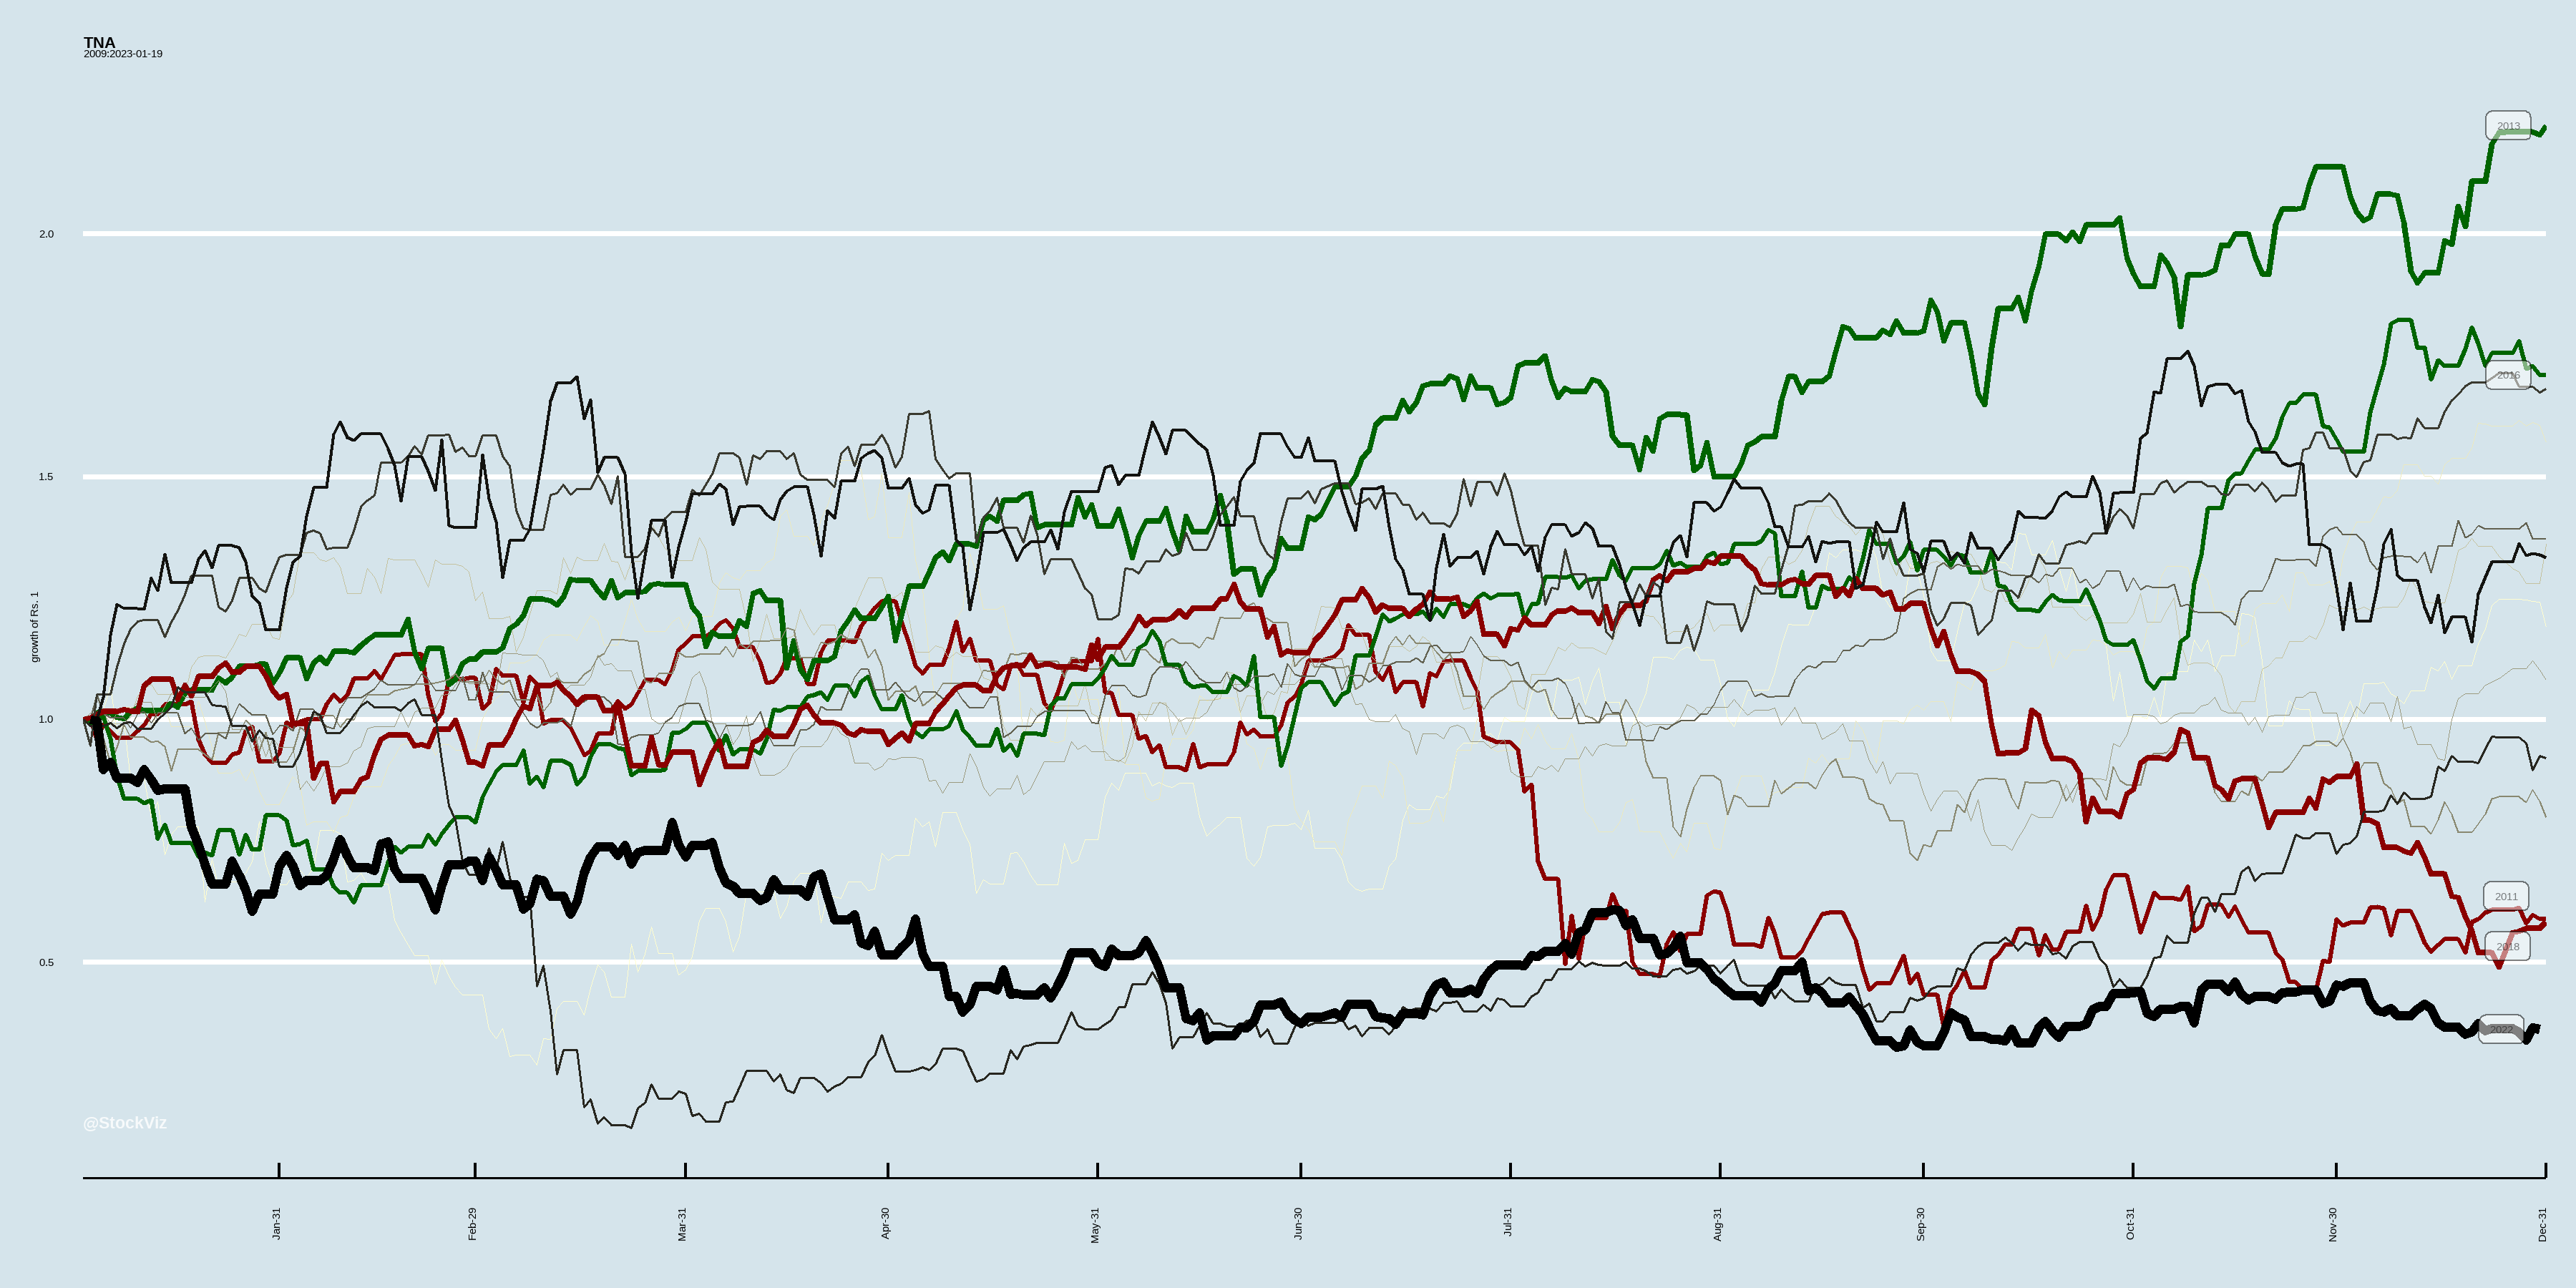 TNA
2009:2023-01-19
2013
2.0
2016
1.5
growth of Rs. 1
1.0
2011
2018
0.5
2022
@StockViz
Jan-31
Feb-29
Mar-31
Apr-30
May-31
Jun-30
Jul-31
Aug-31
Sep-30
Oct-31
Nov-30
Dec-31